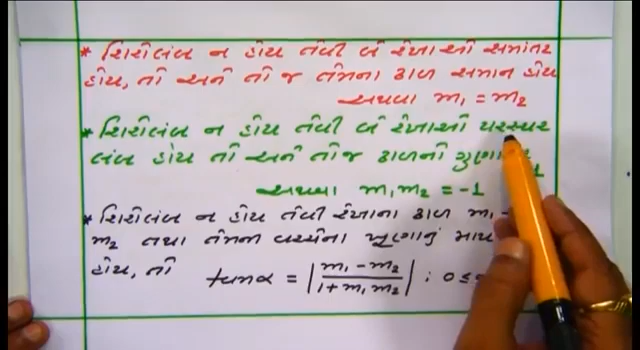 * શિરોલંબ ન હોય તેવી બે રેખાઓ સમાંતર
હોય, તો અને તો જ તેમના ઢાળ સમાન હોય
અથવા m₁ = m₂
* શિરોલંબ ન હોય તેવી બે રેખાઓ પરસ્પર
લંબ હોય તો અને તોજ ઢાળનો
અથવા m₁m₂ = -1
* શિરોલંબ ન હોય તેવી રેખાના ઢાળ m₁
m₂ તથા તેમની વચ્ચેના ખુણાનું માપ
હોય, તો tanα = |(m₁ - m₂)/(1 + m₁m₂)| ; 0 ≤